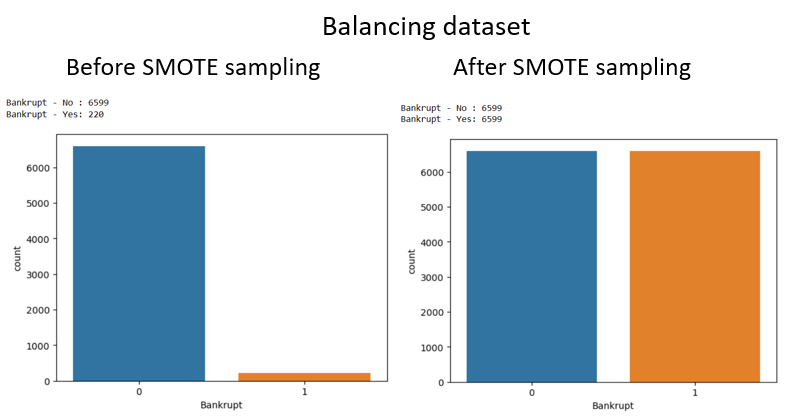 Balancing dataset
Before SMOTE sampling
After SMOTE sampling
Bankrupt - No : 6599
Bankrupt - Yes: 220
Bankrupt - No : 6599
Bankrupt - Yes: 6599
6000
5000
4000
3000
2000
1000
0
count
0
1
Bankrupt
6000
5000
4000
3000
2000
1000
0
count
0
1
Bankrupt